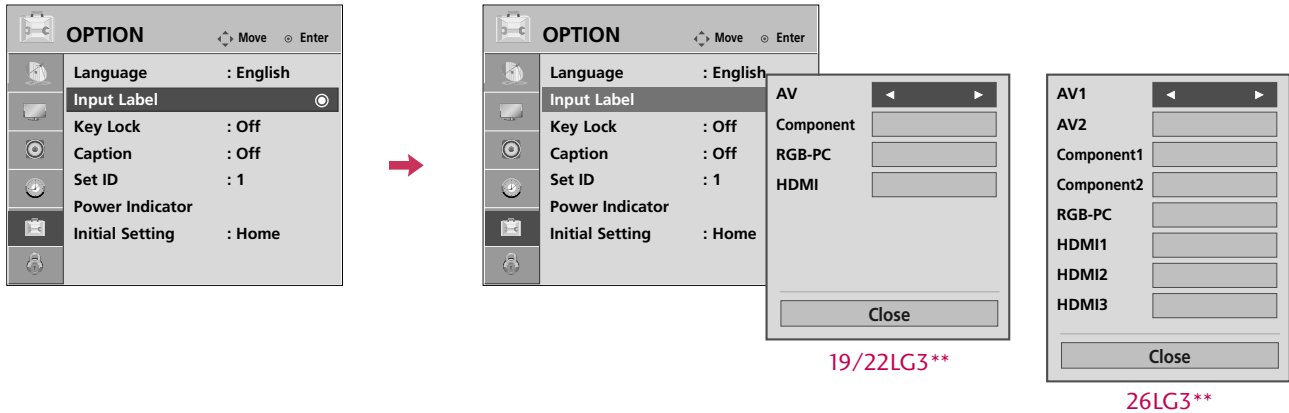 OPTION Move Enter
Language : English
Input Label
Key Lock : Off
Caption : Off
Set ID : 1
Power Indicator
Initial Setting : Home
OPTION Move Enter
Language : English
Input Label
Key Lock : Off
Caption : Off
Set ID : 1
Power Indicator
Initial Setting : Home
AV
Component
RGB-PC
HDMI
Close
19/22LG3**
AV1
AV2
Component1
Component2
RGB-PC
HDMI1
HDMI2
HDMI3
Close
26LG3**